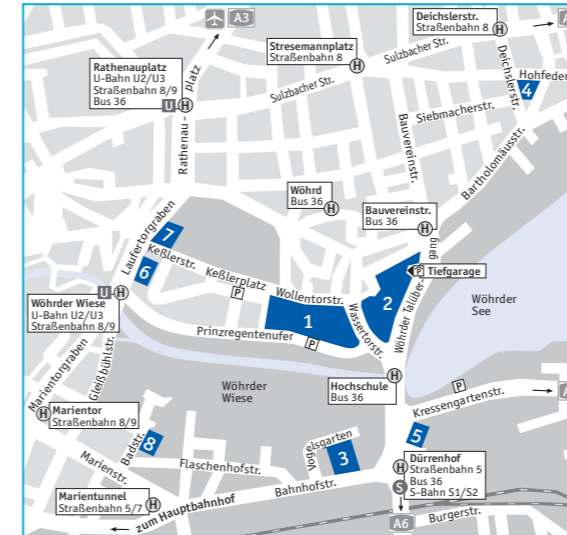 A3
Deichslerstr.
Straßenbahn 8
Stresemannplatz
Straßenbahn 8
H
H
Rathenauplatz
U-Bahn U2/U3
Straßenbahn 8/9
Bus 36
U H
Rathenau-platz
Sulzbacher Str.
Sulzbacher Str.
Deichslerstr.
Hohfeder
4
Siebmacherstr.
Bauvereinstr.
Bartholomäusstr.
Wöhrd
Bus 36
H
Bauvereinstr.
Bus 36
H
Laufertorgraben
7
Keßlerstr.
6
Keßlerplatz
P
Wollentorstr.
1
Wassertorstr.
2
Wöhrder Talübergang
P
Tiefgarage
Wöhrder
See
U H
Wöhrder Wiese
U-Bahn U2/U3
Straßenbahn 8/9
Prinzregentenufer
P
Marientorgraben
Gleißbühlstr.
Wöhrder
Wiese
Hochschule
Bus 36
H
P
Kressengartenstr.
H
Marientor
Straßenbahn 8/9
Badstr.
8
Marienstr.
Flaschenhofstr.
Vogelsgarten
3
5
Bahnhofstr.
H
S
Dürrenhof
Straßenbahn 5
Bus 36
S-Bahn S1/S2
Marientunnel
Straßenbahn 5/7
H
zum Hauptbahnhof
A6
Burgerstr.